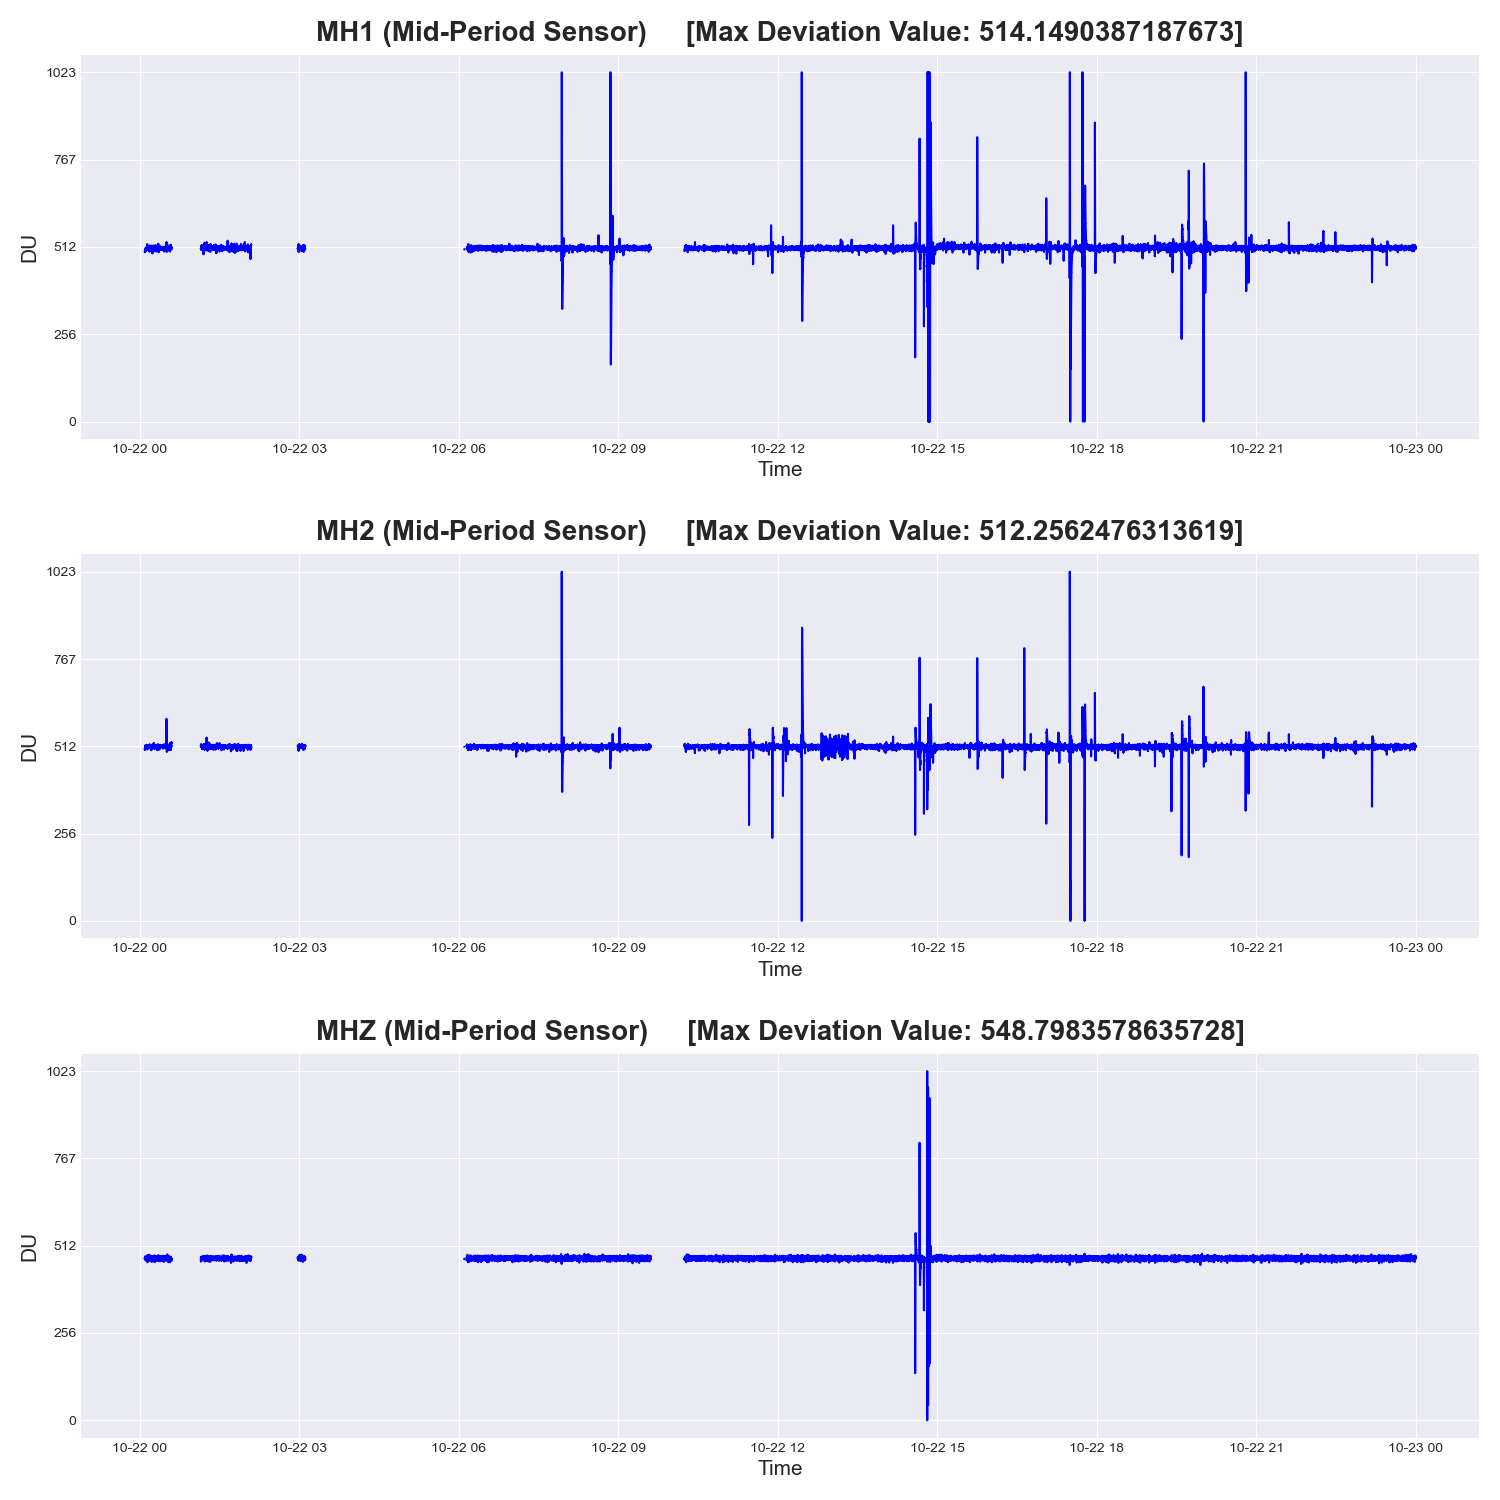 MH1 (Mid-Period Sensor) [Max Deviation Value: 514.1490387187673]
1023
767
512
256
0
DU
10-22 00 10-22 03 10-22 06 10-22 09 10-22 12 10-22 15 10-22 18 10-22 21 10-23 00
Time
MH2 (Mid-Period Sensor) [Max Deviation Value: 512.2562476313619]
1023
767
512
256
0
DU
10-22 00 10-22 03 10-22 06 10-22 09 10-22 12 10-22 15 10-22 18 10-22 21 10-23 00
Time
MHZ (Mid-Period Sensor) [Max Deviation Value: 548.7983578635728]
1023
767
512
256
0
DU
10-22 00 10-22 03 10-22 06 10-22 09 10-22 12 10-22 15 10-22 18 10-22 21 10-23 00
Time